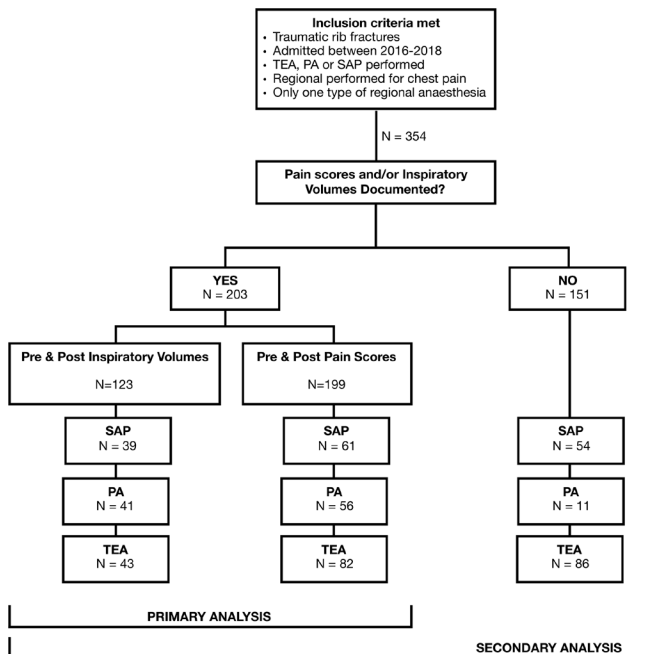 Inclusion criteria met
• Traumatic rib fractures
• Admitted between 2016-2018
• TEA, PA or SAP performed
• Regional performed for chest pain
• Only one type of regional anaesthesia
N = 354
Pain scores and/or Inspiratory
Volumes Documented?
YES
N = 203
NO
N = 151
Pre & Post Inspiratory Volumes
N=123
Pre & Post Pain Scores
N=199
SAP
N = 39
SAP
N = 61
SAP
N = 54
PA
N = 41
PA
N = 56
PA
N = 11
TEA
N = 43
TEA
N = 82
TEA
N = 86
PRIMARY ANALYSIS
SECONDARY ANALYSIS